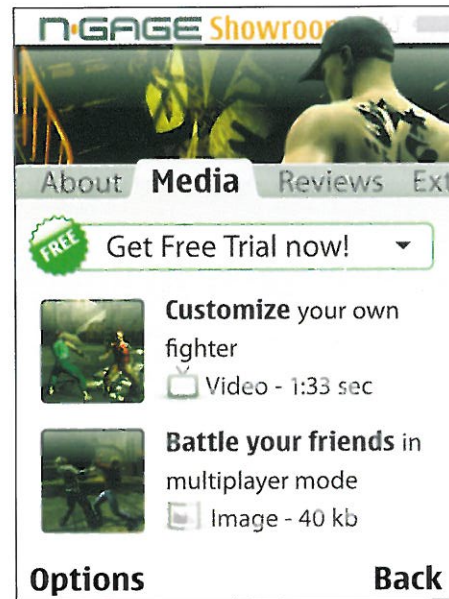 N·GAGE Showroo
About Media Reviews Ext
FREE Get Free Trial now!
Customize your own
fighter
Video - 1:33 sec
Battle your friends in
multiplayer mode
Image - 40 kb
Options Back